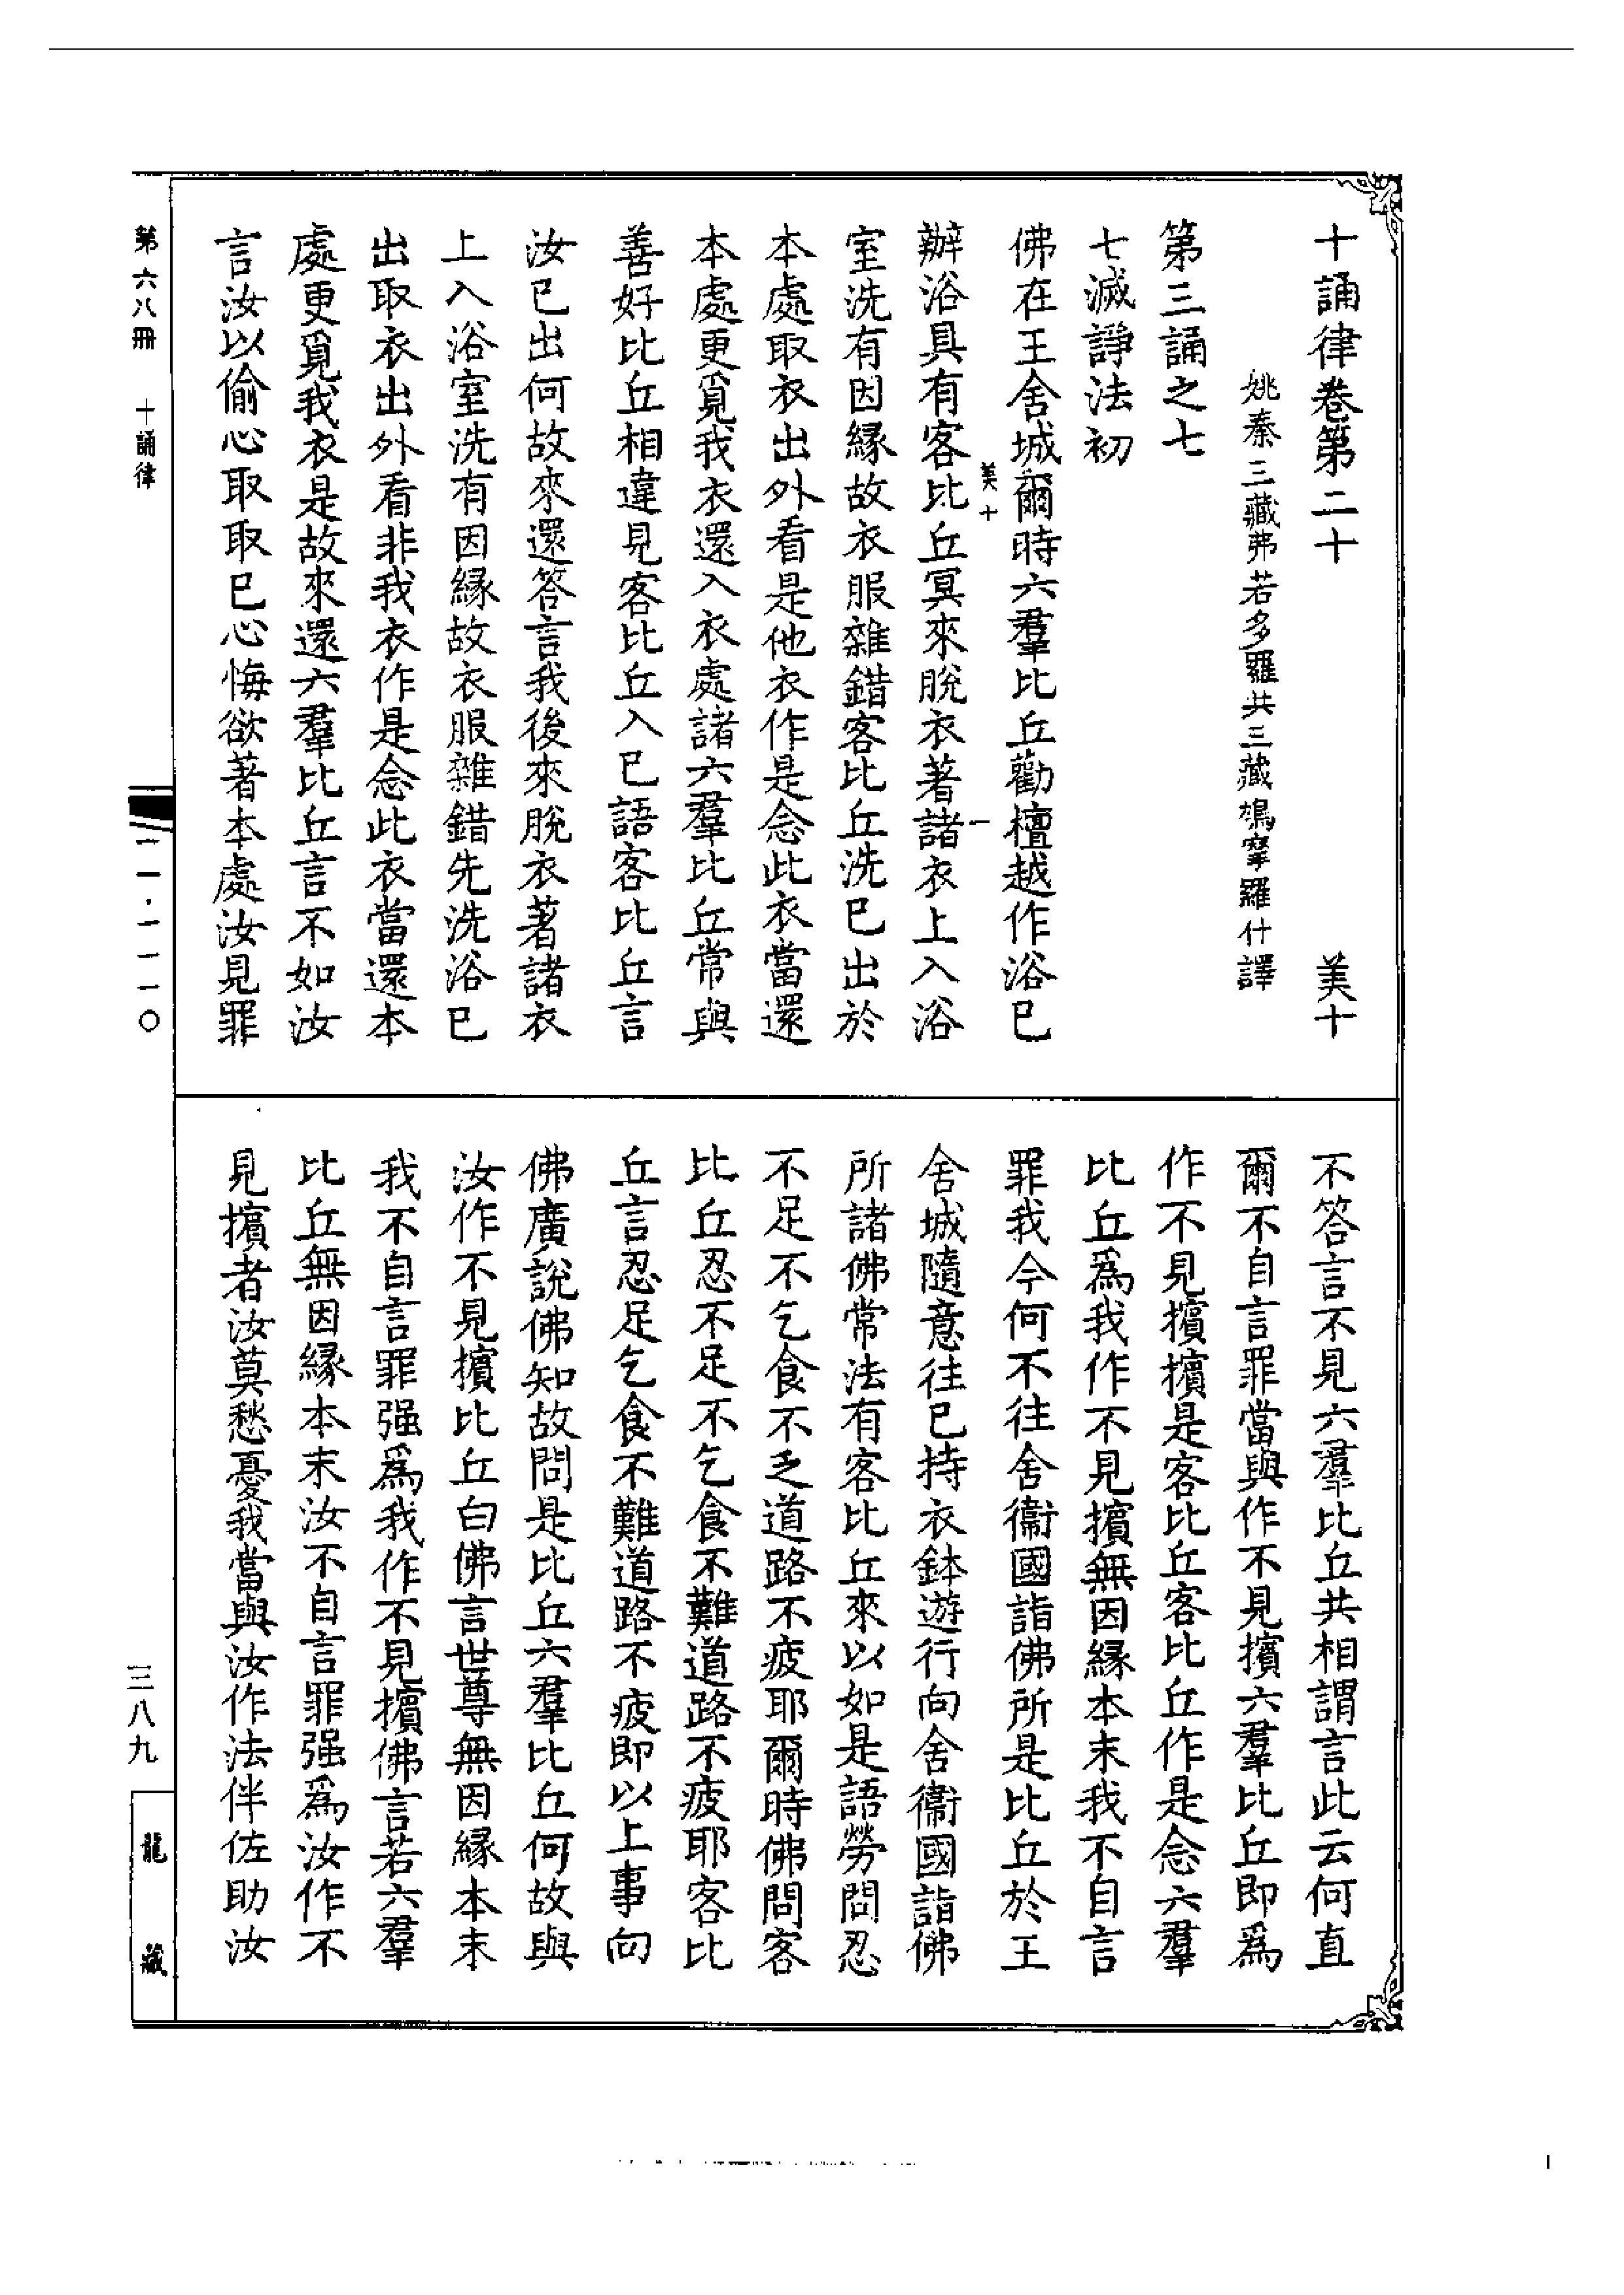 十誦律卷第二十　美十
姚秦三藏弗若多羅共三藏鳩摩羅什譯
第三誦之七
七滅諍法初
佛在王舍城爾時六羣比丘勸檀越作浴已
美十　一
辦浴具有客比丘冥來脫衣著諸衣上入浴
室洗有因緣故衣服雜錯客比丘洗已出於
本處取衣出外看是他衣作是念此衣當還
本處更覓我衣還入衣處諸六羣比丘常與
善好比丘相違見客比丘入已語客比丘言
汝已出何故來還答言我後來脫衣著諸衣
上入浴室洗有因緣故衣服雜錯先洗浴已
出取衣出外看非我衣作是念此衣當還本
處更覓我衣是故來還六羣比丘言不如汝
言汝以偷心取取已心悔欲著本處汝見罪
不答言不見六羣比丘共相謂言此云何直
爾不自言罪當與作不見擯六羣比丘即爲
作不見擯擯是客比丘客比丘作是念六羣
比丘爲我作不見擯無因緣本末我不自言
罪我今何不往舍衞國詣佛所是比丘於王
舍城隨意往已持衣鉢遊行向舍衞國詣佛
所諸佛常法有客比丘來以如是語勞問忍
不足不乞食不乏道路不疲耶爾時佛問客
比丘忍不足不乞食不難道路不疲耶客比
丘言忍足乞食不難道路不疲即以上事向
佛廣說佛知故問是比丘六羣比丘何故與
汝作不見擯比丘白佛言世尊無因緣本末
我不自言罪强爲我作不見擯佛言若六羣
比丘無因緣本末汝不自言罪强爲汝作不
見擯者汝莫愁憂我當與汝作法伴佐助汝
第六八冊　十誦律
一一·一一一〇
三八九
龍藏